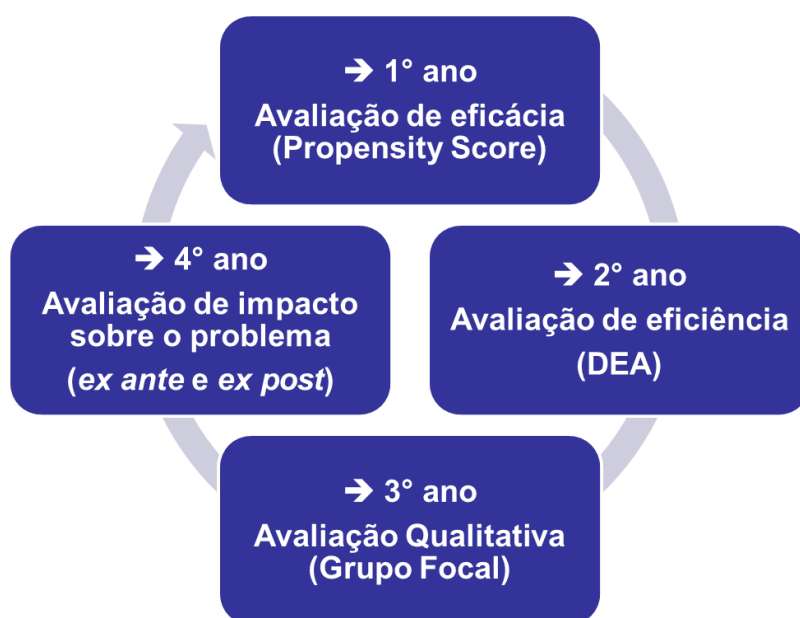 ➔ 1° ano
Avaliação de eficácia
(Propensity Score)
➔ 2° ano
Avaliação de eficiência
(DEA)
➔ 3° ano
Avaliação Qualitativa
(Grupo Focal)
➔ 4° ano
Avaliação de impacto
sobre o problema
(ex ante e ex post)